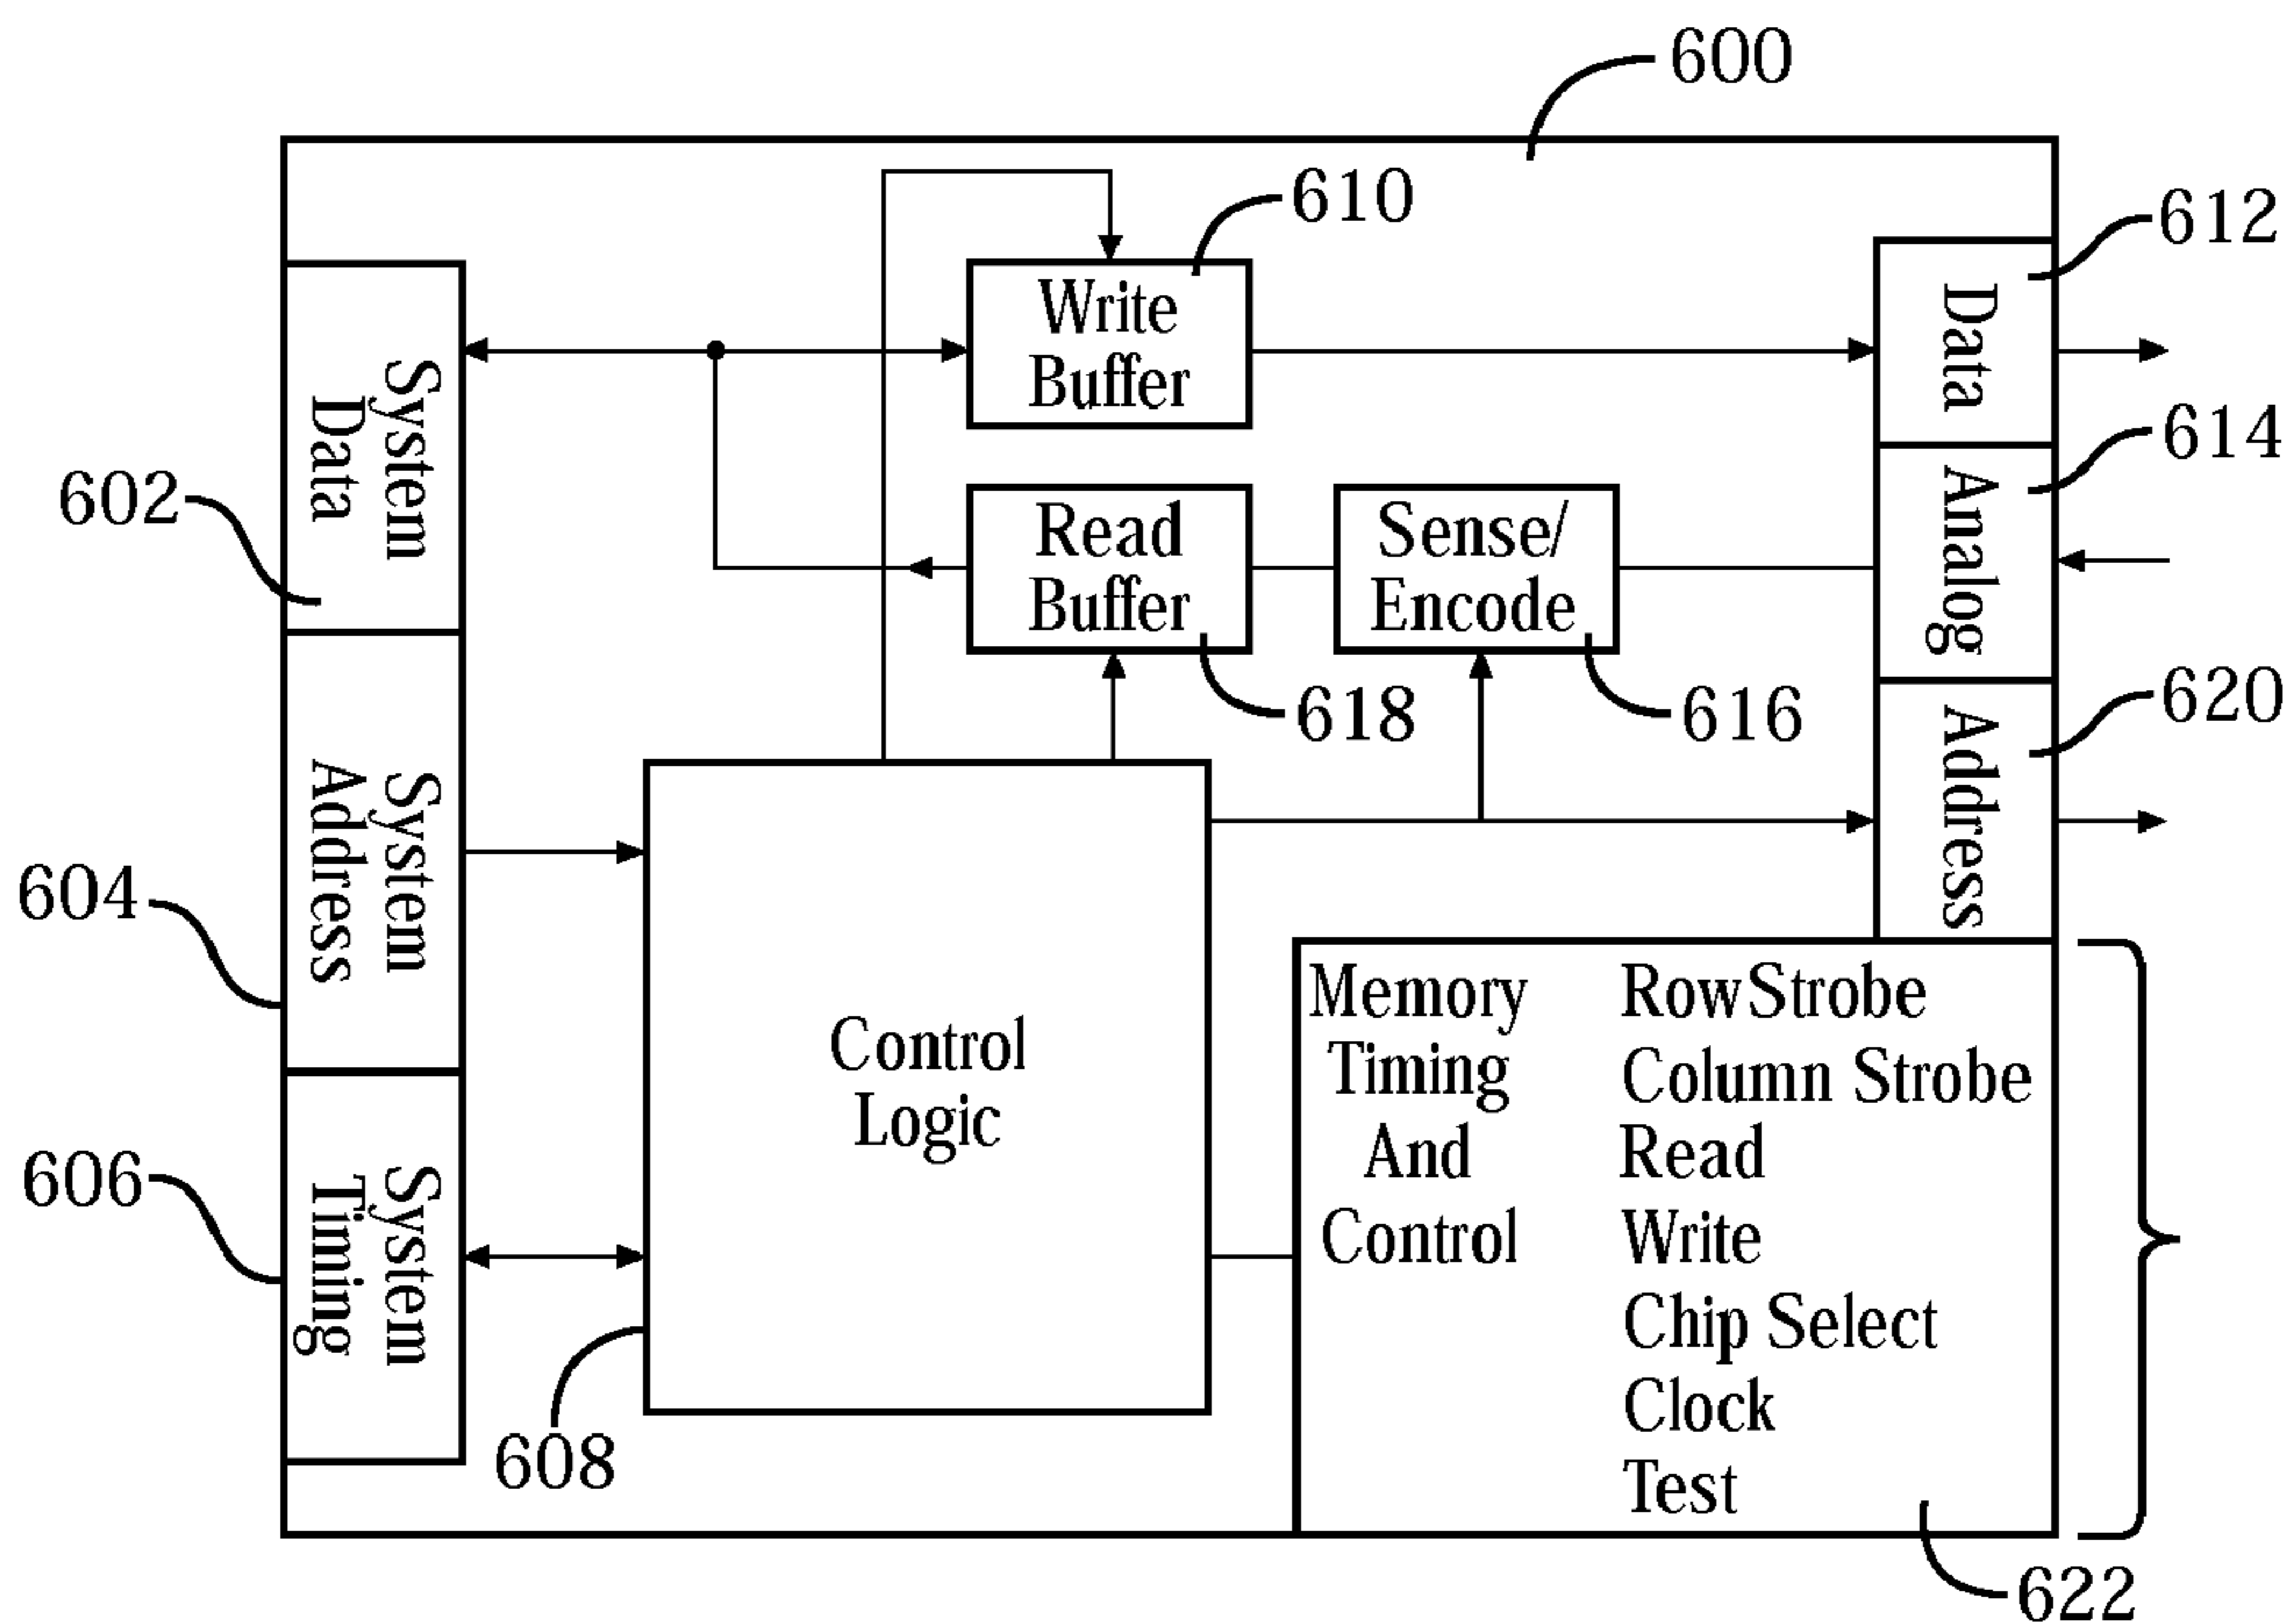 600
610
612
Write
Buffer
Data
System
Data
614
602
Read
Buffer
Sense/
Encode
Analog
618
616
620
System
Address
Address
604
Control
Logic
Memory
Timing
And
Control
RowStrobe
Column Strobe
Read
Write
Chip Select
Clock
Test
606
System
Timing
608
622